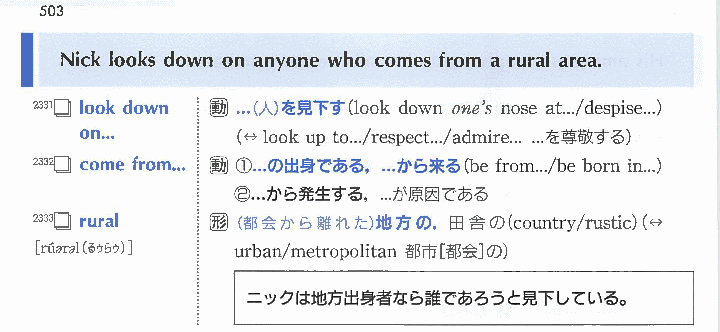 503
Nick looks down on anyone who comes from a rural area.
2331 look down on...
動 …(人)を見下す(look down one's nose at.../despise...)
(⇔ look up to.../respect.../admire... …を尊敬する)
2332 come from...
動 ①…の出身である，…から来る(be from.../be born in...)
②…から発生する，…が原因である
2333 rural
[rúərəl(るゥらゥ)]
形 (都会から離れた)地方の，田舎の(country/rustic)(⇔
urban/metropolitan 都市[都会]の)
ニックは地方出身者なら誰であろうと見下している。